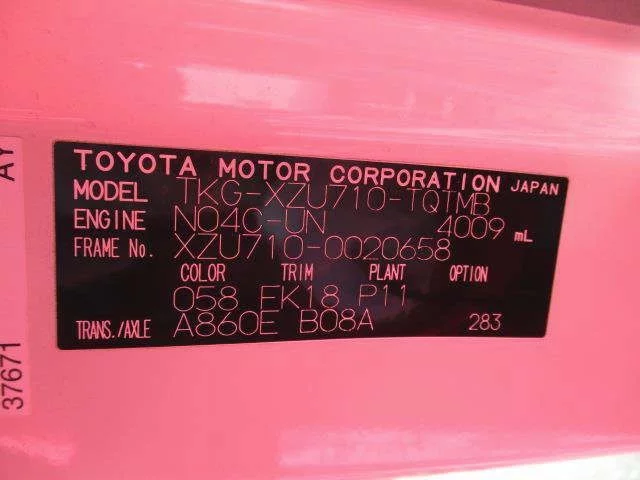 TOYOTA MOTOR CORPORATION JAPAN
MODEL TKG-XZU710-TQTMB
ENGINE N04C-UN 4009 mL
FRAME No. XZU710-0020658
COLOR TRIM PLANT OPTION
058 FK18 P11
TRANS./AXLE A860E B08A 283
37671 AY